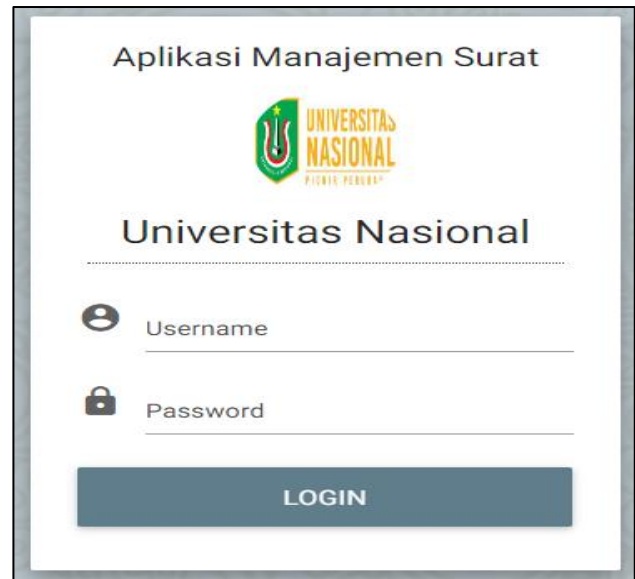 Aplikasi Manajemen Surat
UNIVERSITAS
NASIONAL
Universitas Nasional
Username
Password
LOGIN